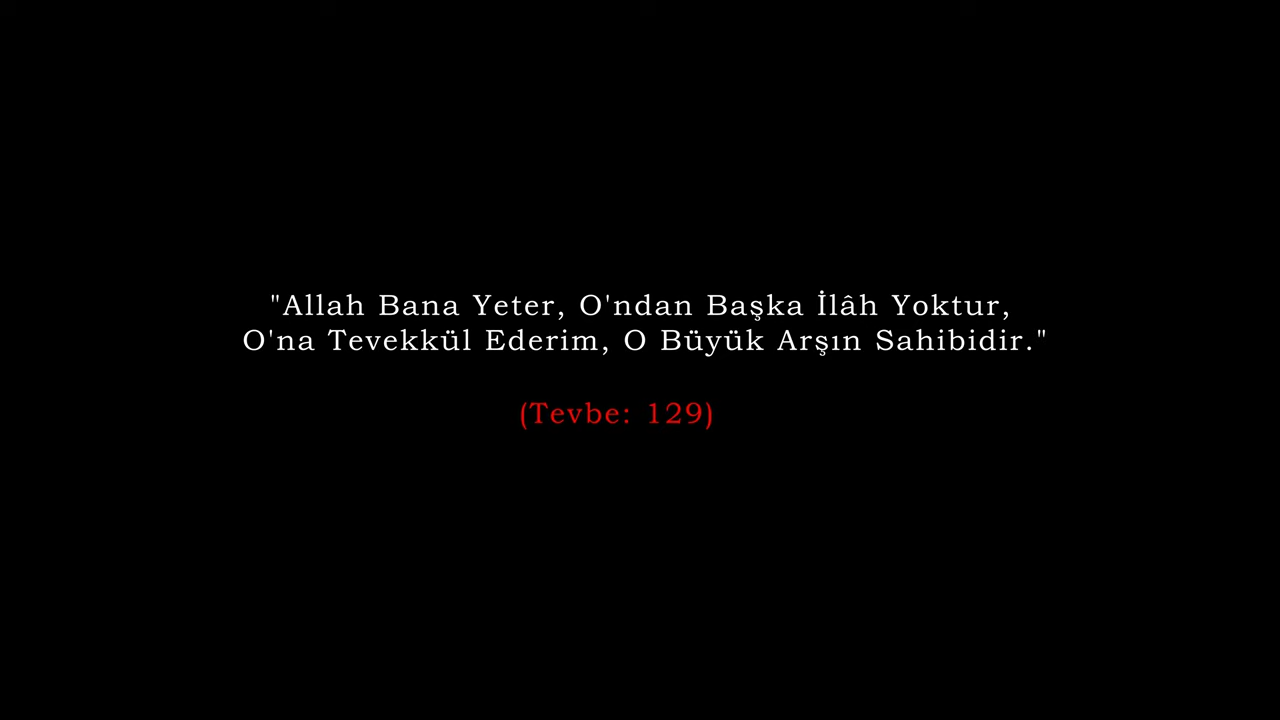 "Allah Bana Yeter, O'ndan Başka İlâh Yoktur,
O'na Tevekkül Ederim, O Büyük Arşın Sahibidir."
(Tevbe: 129)